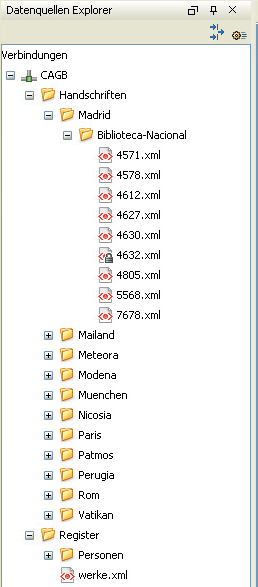 Datenquellen Explorer
Verbindungen
CAGB
Handschriften
Madrid
Biblioteca-Nacional
4571.xml
4578.xml
4612.xml
4627.xml
4630.xml
4632.xml
4805.xml
5568.xml
7678.xml
Mailand
Meteora
Modena
Muenchen
Nicosia
Paris
Patmos
Perugia
Rom
Vatikan
Register
Personen
werke.xml